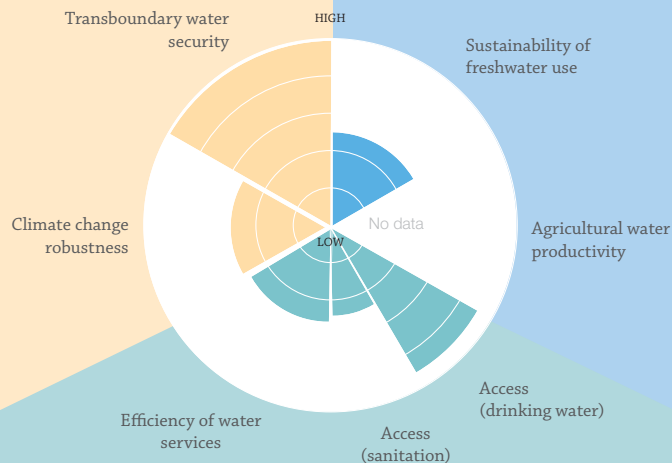 Transboundary water
security
HIGH
Sustainability of
freshwater use
Climate change
robustness
No data
LOW
Agricultural water
productivity
Access
(drinking water)
Efficiency of water
services
Access
(sanitation)